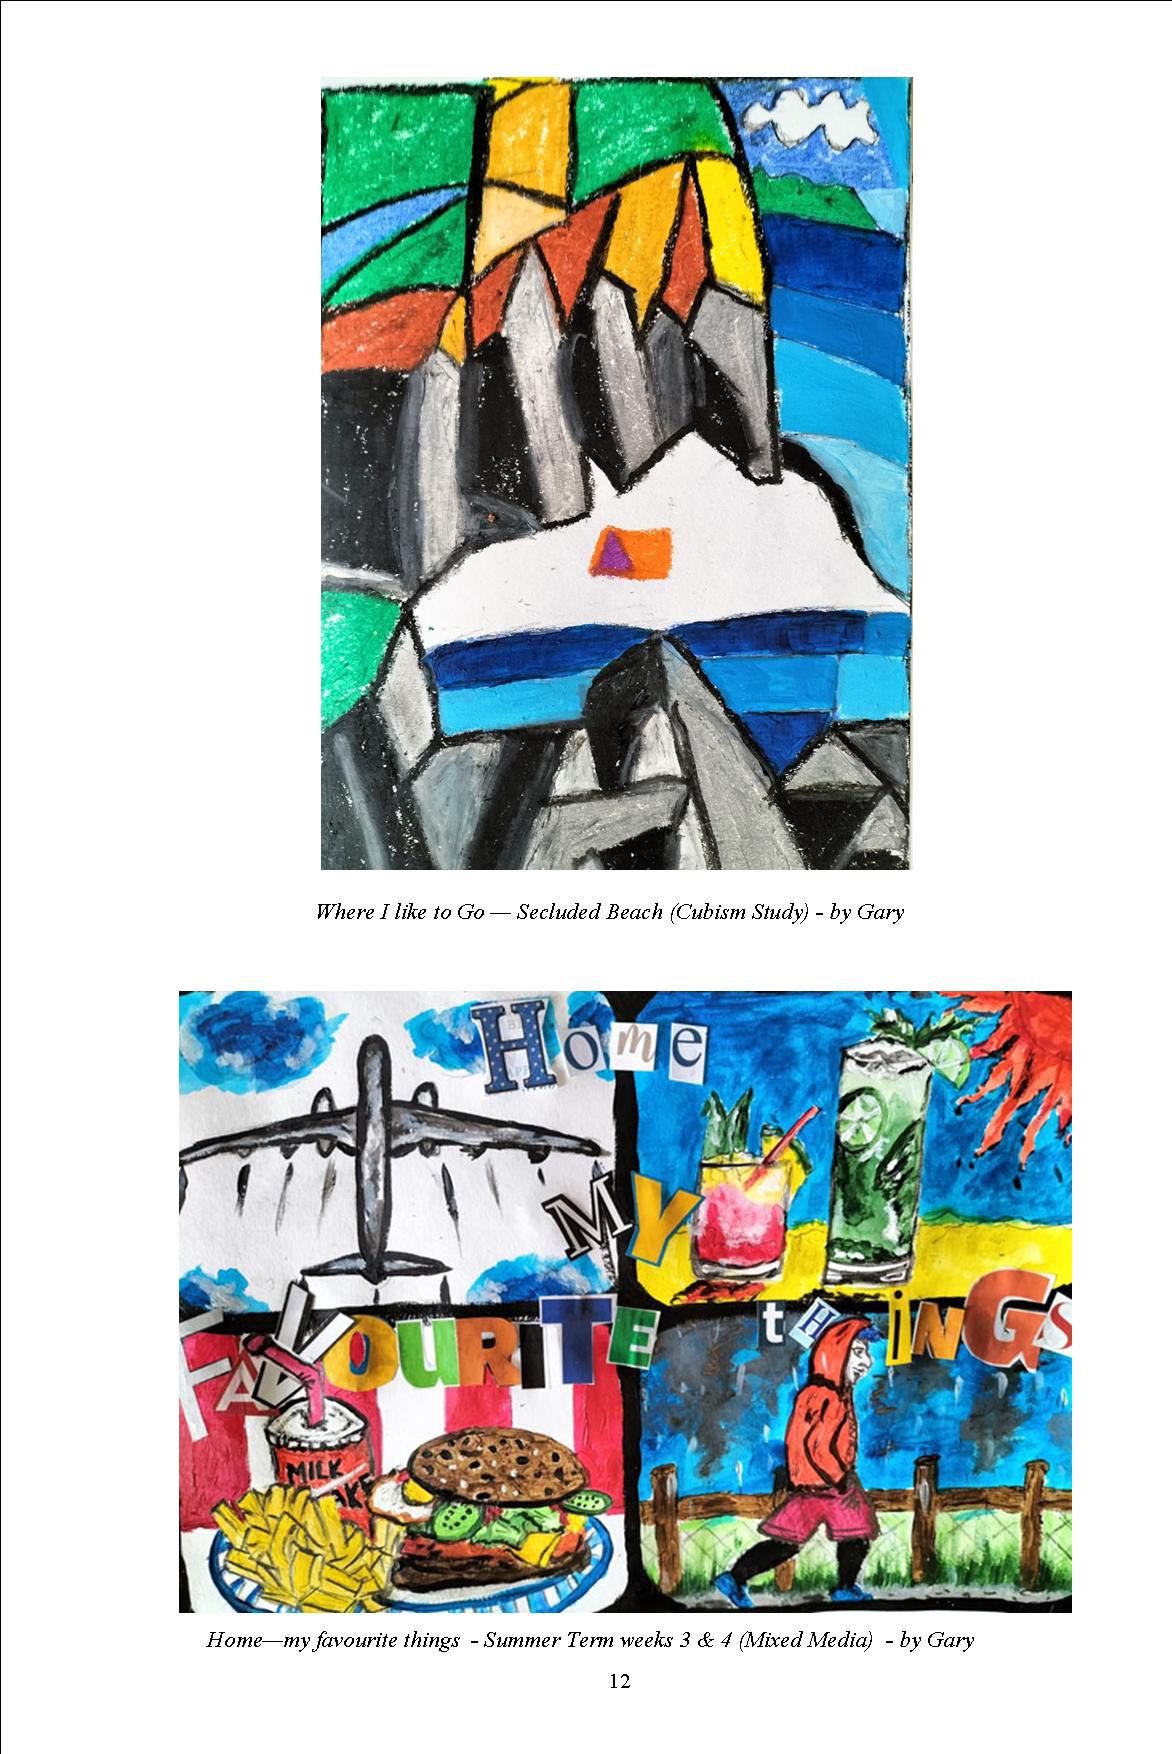 Where I like to Go — Secluded Beach (Cubism Study) - by Gary
Home
MY
FAVOURITE tHiNGS
MILK
Home—my favourite things - Summer Term weeks 3 & 4 (Mixed Media) - by Gary
12